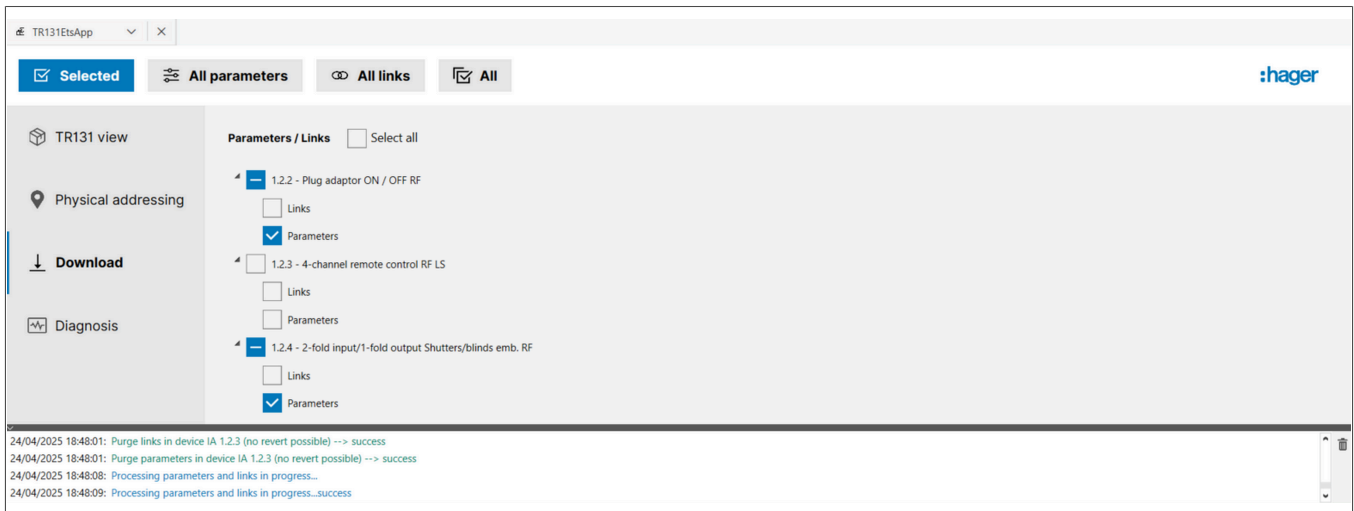 TR131EtsApp
Selected
All parameters
All links
All
:hager
TR131 view
Physical addressing
Download
Diagnosis
Parameters / Links
Select all
1.2.2 - Plug adaptor ON / OFF RF
Links
Parameters
1.2.3 - 4-channel remote control RF LS
Links
Parameters
1.2.4 - 2-fold input/1-fold output Shutters/blinds emb. RF
Links
Parameters
24/04/2025 18:48:01: Purge links in device IA 1.2.3 (no revert possible) --> success
24/04/2025 18:48:01: Purge parameters in device IA 1.2.3 (no revert possible) --> success
24/04/2025 18:48:08: Processing parameters and links in progress...
24/04/2025 18:48:09: Processing parameters and links in progress...success